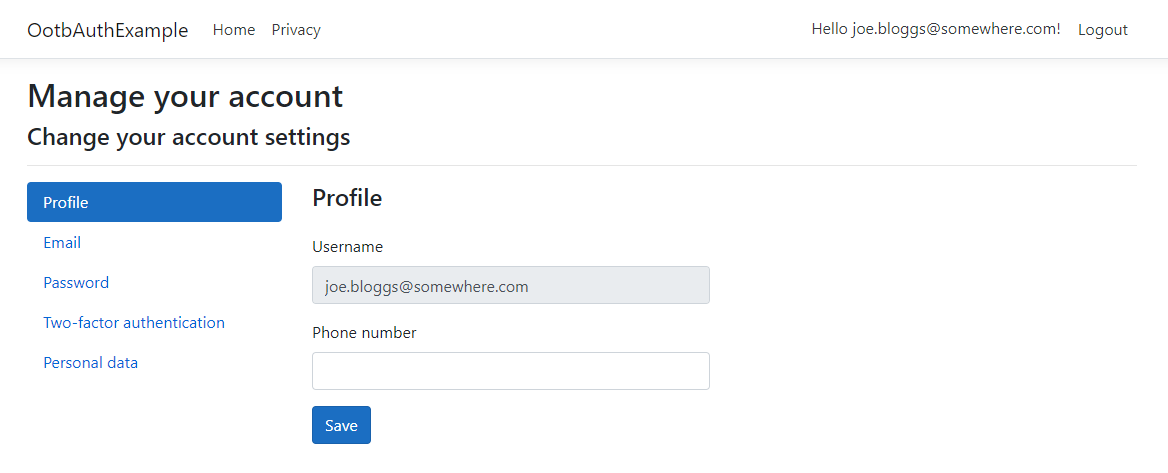 OotbAuthExample Home Privacy Hello joe.bloggs@somewhere.com! Logout
Manage your account
Change your account settings
Profile
Email
Password
Two-factor authentication
Personal data
Profile
Username
joe.bloggs@somewhere.com
Phone number
Save